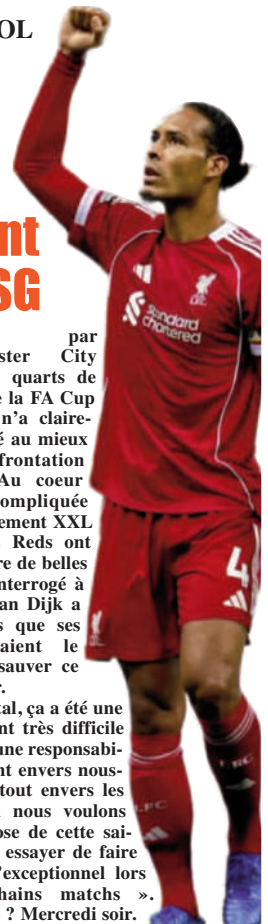 OL
nt
SG
par
ster City
quarts de
e la FA Cup
n'a claire-
é au mieux
frontation
Au coeur
ompliquée
ement XXL
Reds ont
re de belles
nterrogé à
an Dijk a
s que ses
aient le
sauver ce
r.
tal, ça a été une
nt très difficile
une responsabi-
nt envers nous-
tout envers les
nous voulons
ose de cette sai-
essayer de faire
'exceptionnel lors
hains matchs ».
? Mercredi soir.
Standard
Chartered
L.F.C.
4
LFC